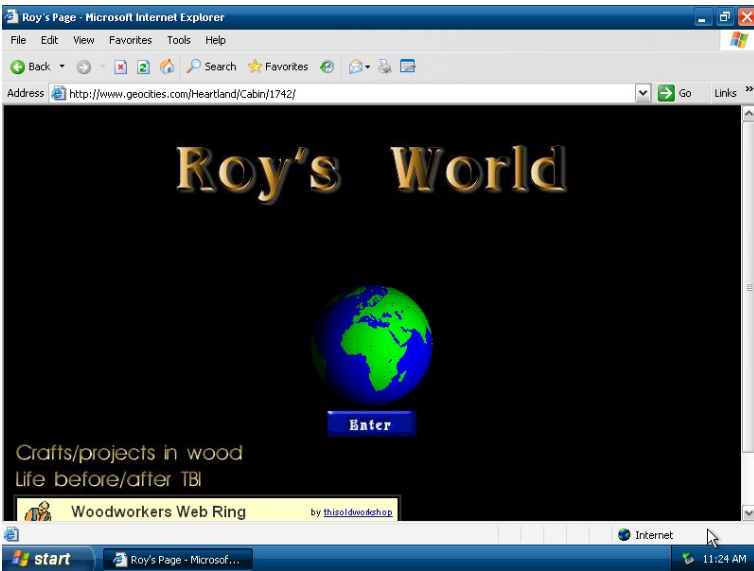 Roy's Page - Microsoft Internet Explorer
File Edit View Favorites Tools Help
Back Search Favorites
Address http://www.geocities.com/Heartland/Cabin/1742/ Go Links »
Roy's World
Enter
Crafts/projects in wood
Life before/after TBI
Woodworkers Web Ring by thisoldworkshop
Internet
start Roy's Page - Microsof... 11:24 AM